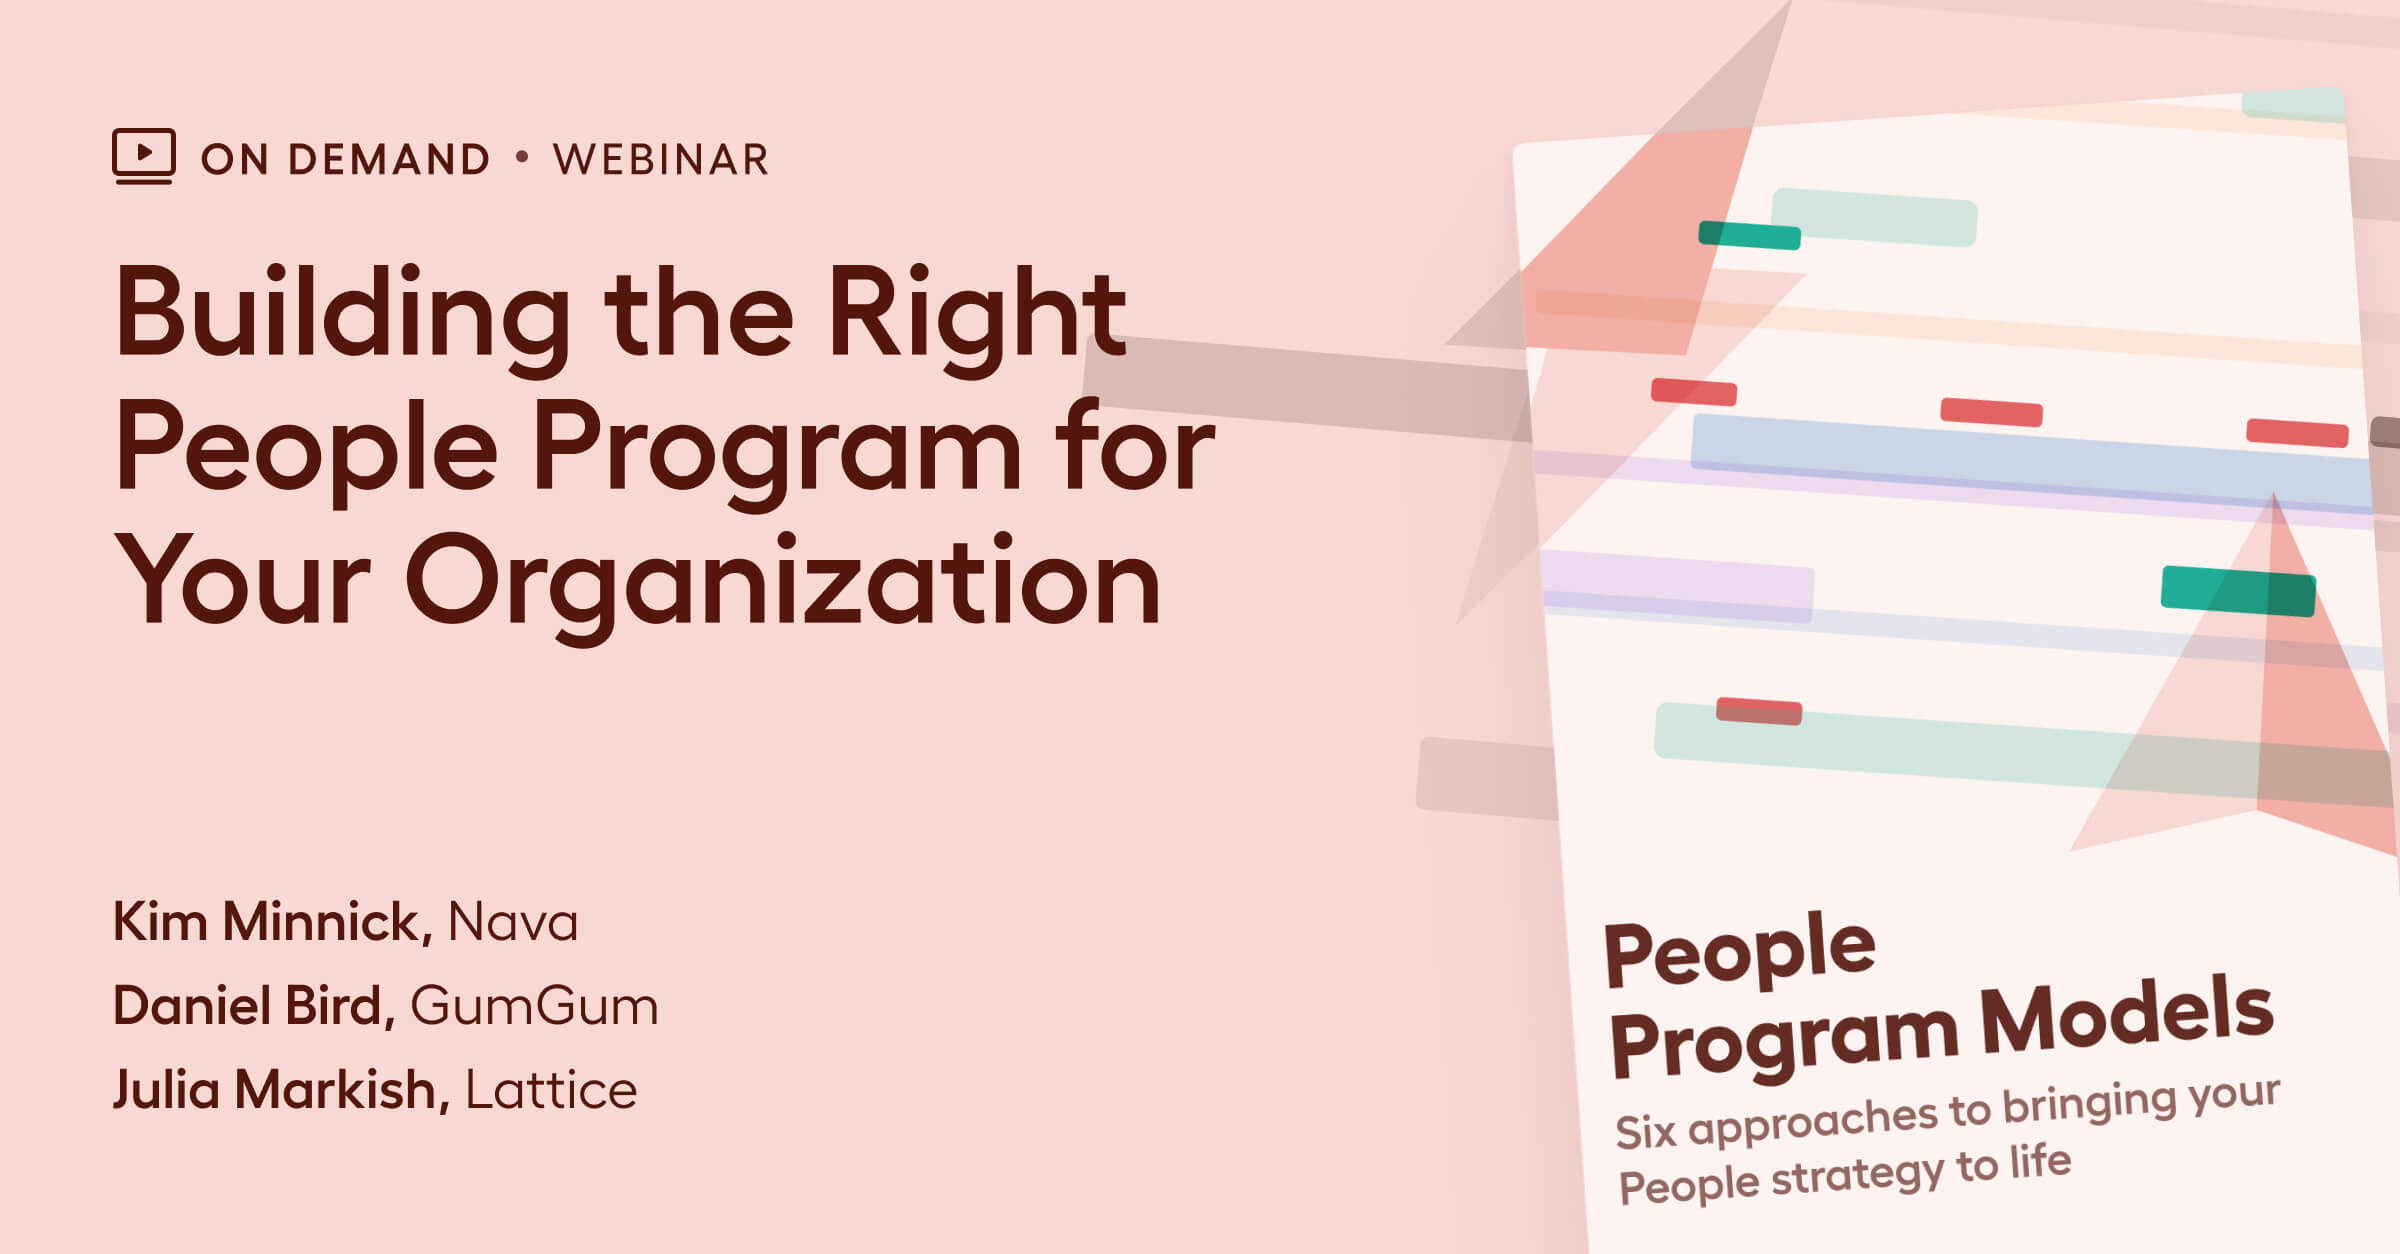 ON DEMAND • WEBINAR
Building the Right
People Program for
Your Organization
Kim Minnick, Nava
Daniel Bird, GumGum
Julia Markish, Lattice
People
Program Models
Six approaches to bringing your
People strategy to life